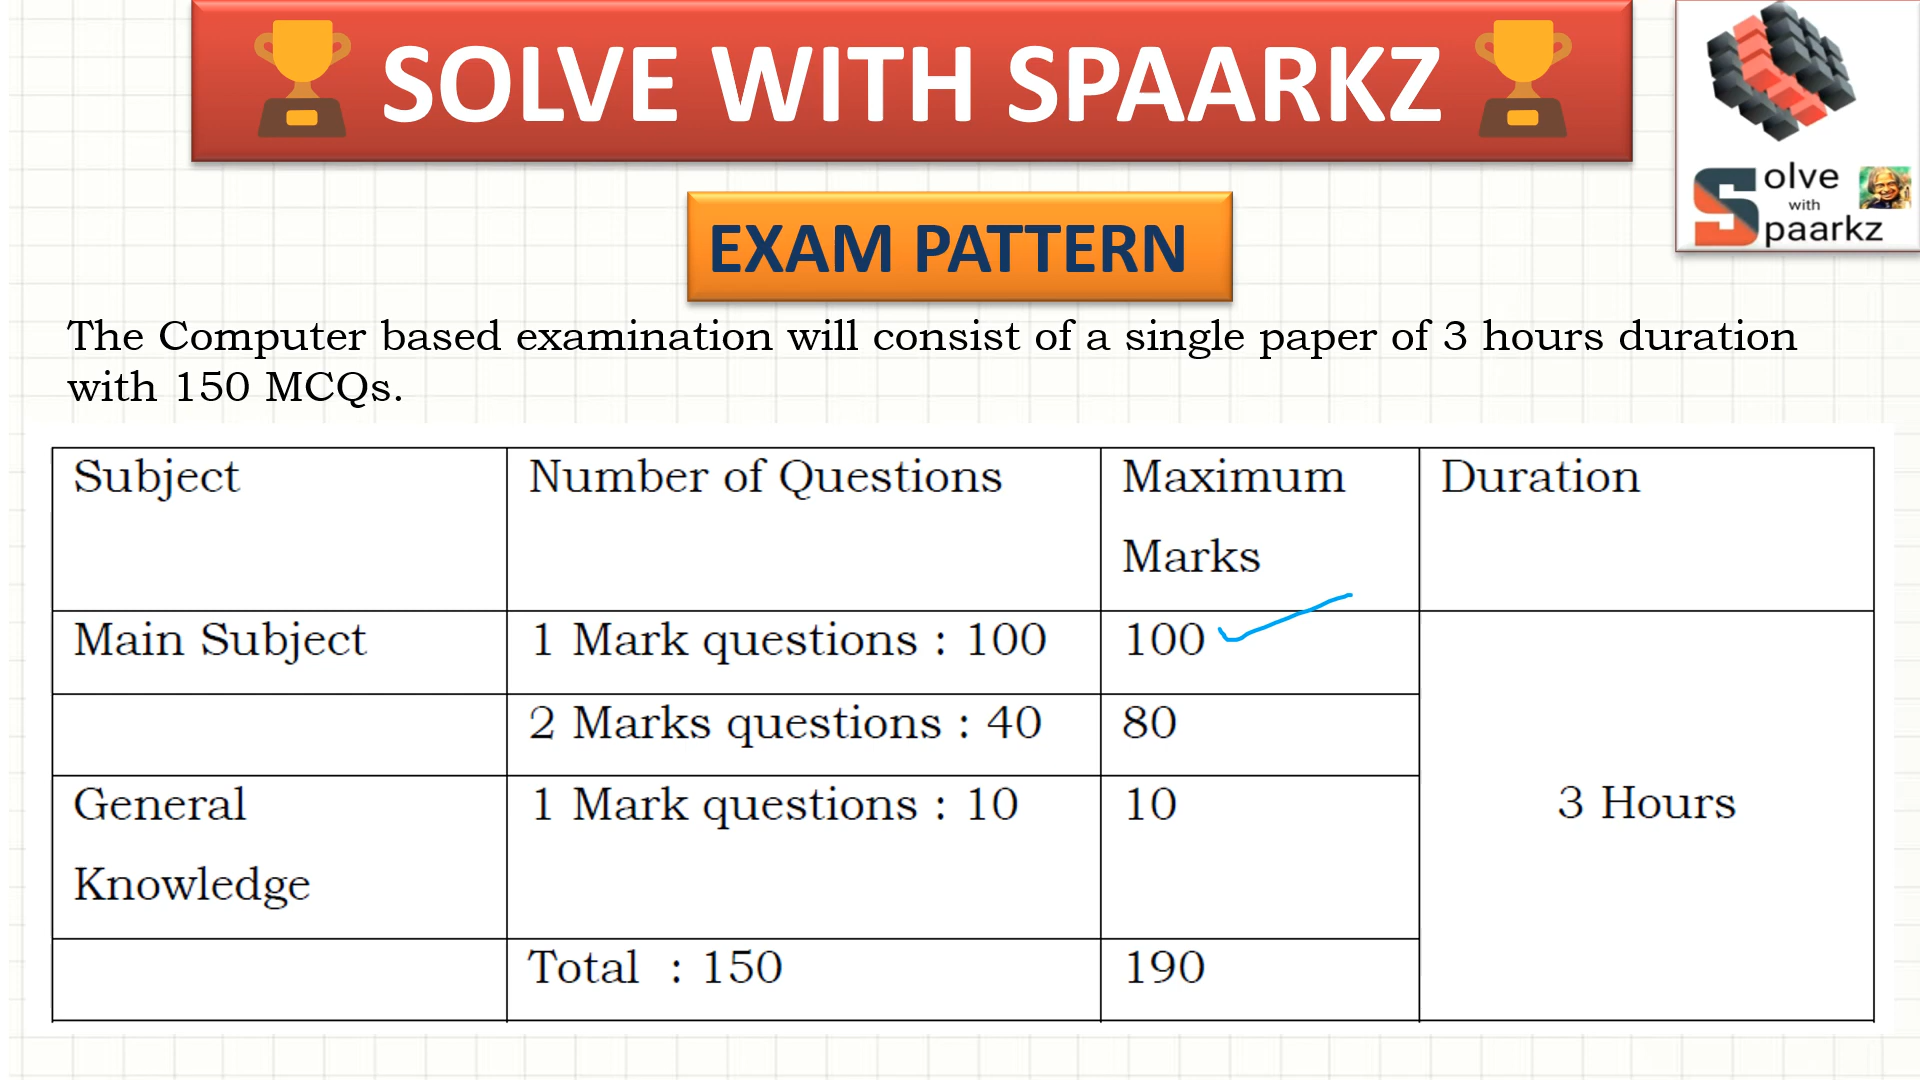 SOLVE WITH SPAARKZ
Solve
with
Spaarkz
EXAM PATTERN
The Computer based examination will consist of a single paper of 3 hours duration
with 150 MCQs.
Subject
Number of Questions
Maximum
Marks
Duration
Main Subject
1 Mark questions : 100
100
2 Marks questions : 40
80
General
Knowledge
1 Mark questions : 10
10
3 Hours
Total : 150
190